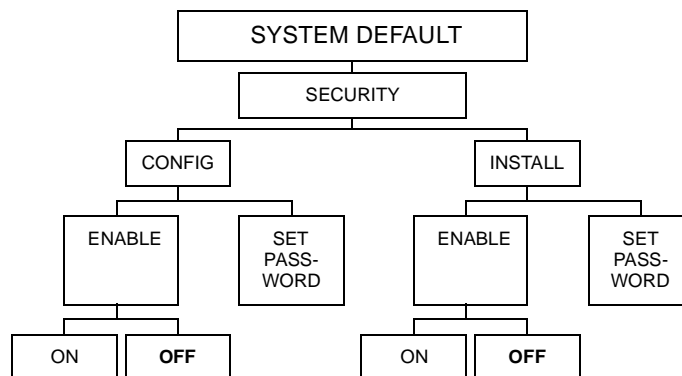 SYSTEM DEFAULT
SECURITY
CONFIG
INSTALL
ENABLE
SET
PASS-
WORD
ENABLE
SET
PASS-
WORD
ON
OFF
ON
OFF